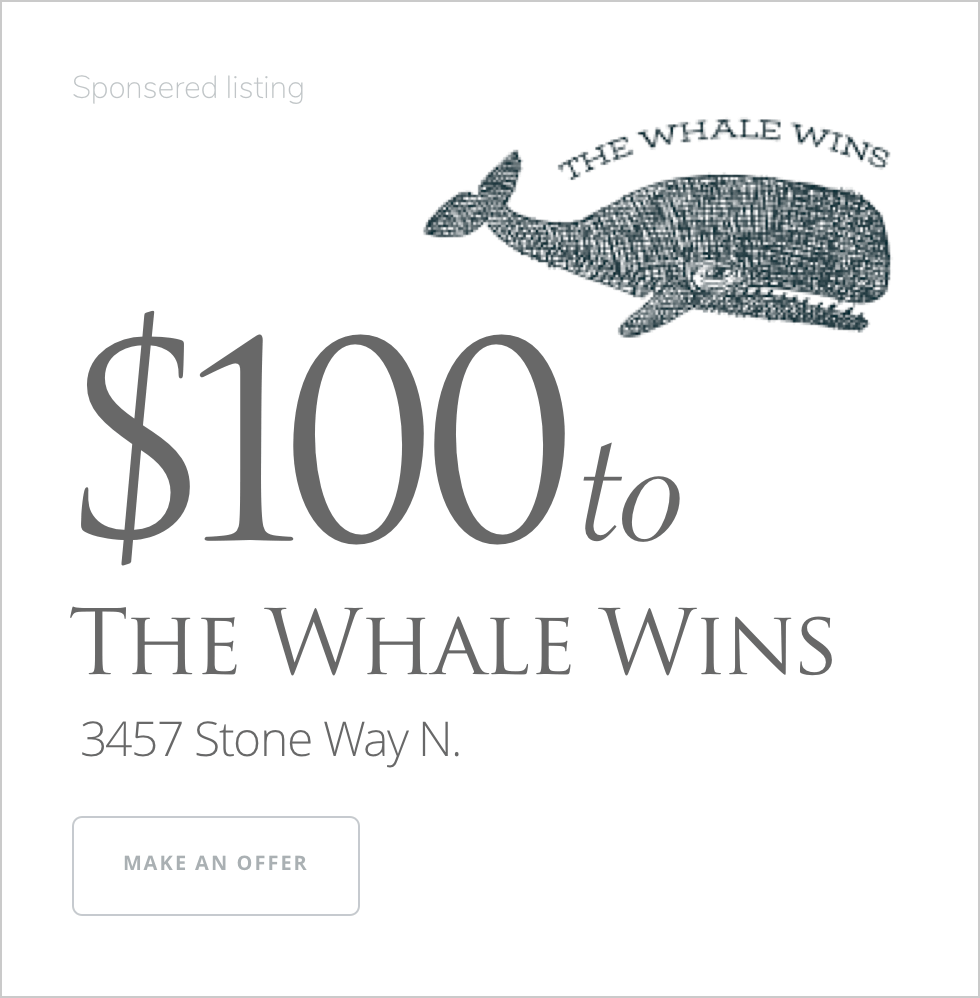 Sponsered listing
THE WHALE WINS
$100 to
THE WHALE WINS
3457 Stone Way N.
MAKE AN OFFER